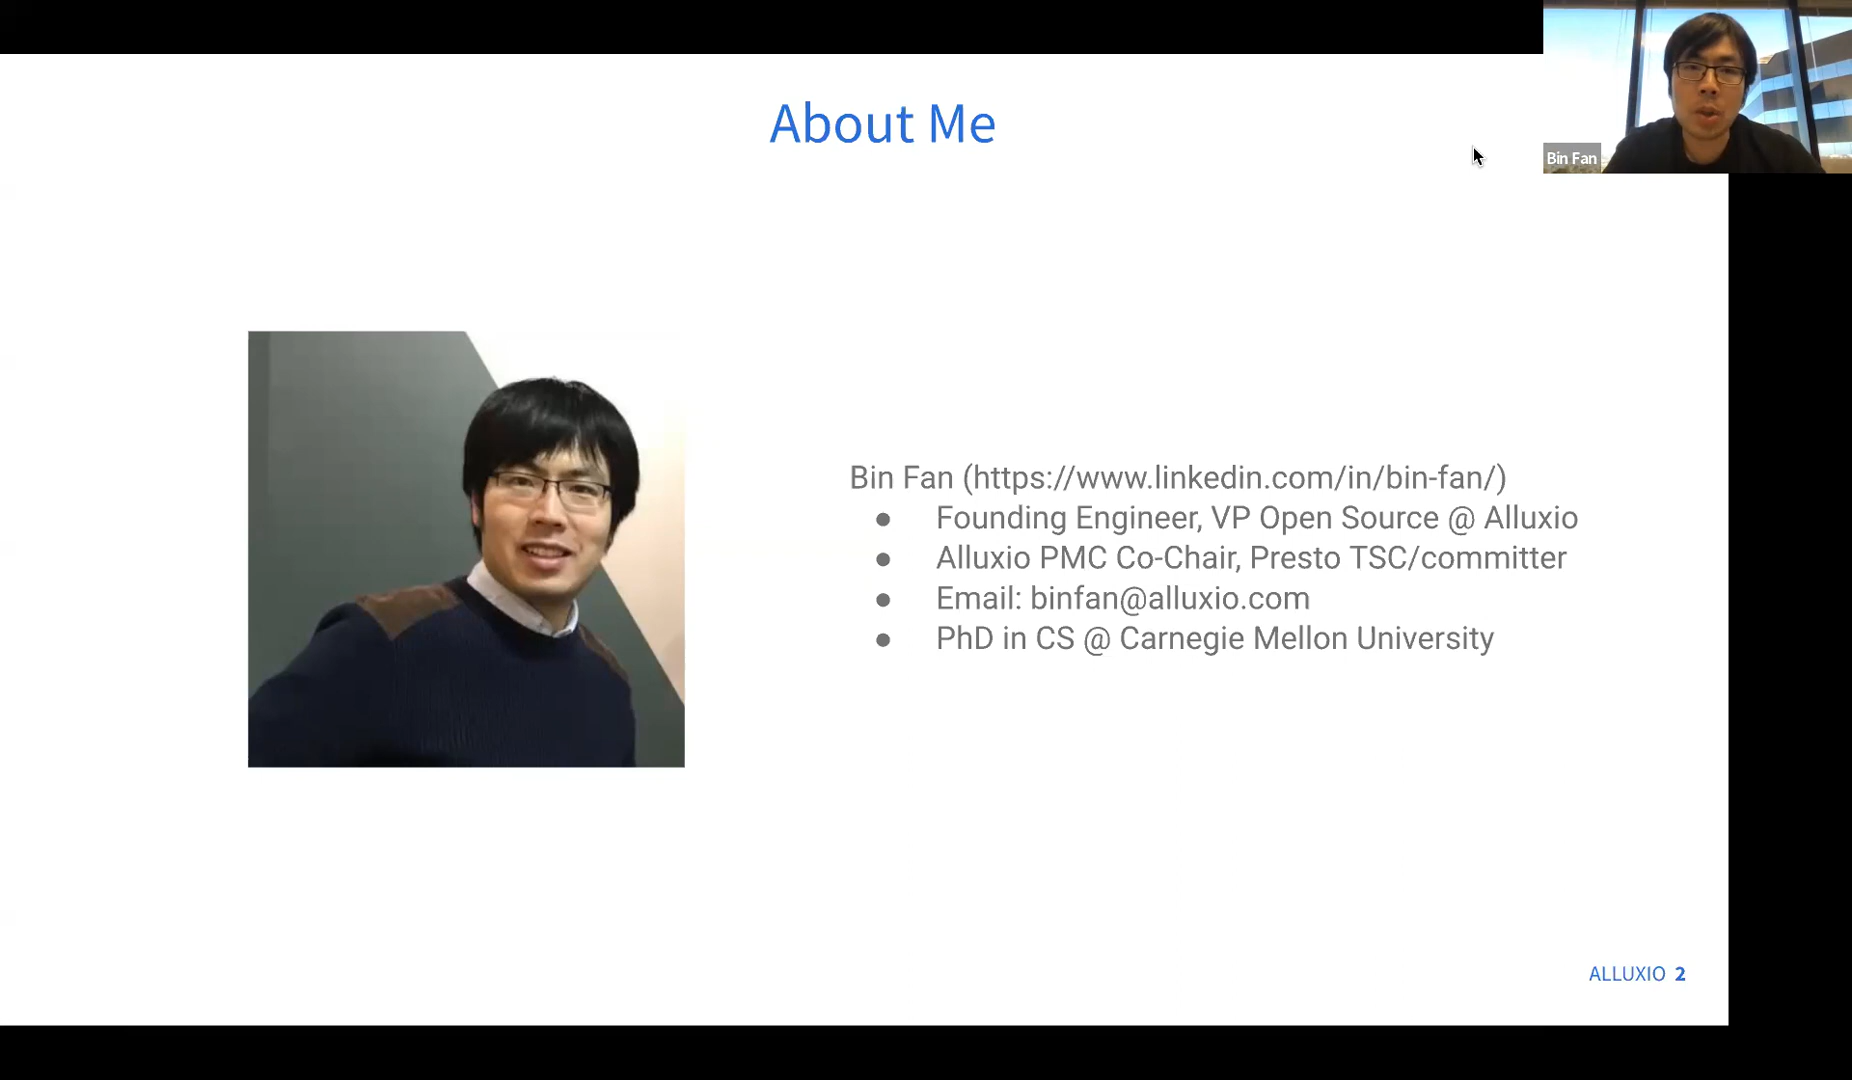 About Me
Bin Fan
Bin Fan (https://www.linkedin.com/in/bin-fan/)
● Founding Engineer, VP Open Source @ Alluxio
● Alluxio PMC Co-Chair, Presto TSC/committer
● Email: binfan@alluxio.com
● PhD in CS @ Carnegie Mellon University
ALLUXIO 2